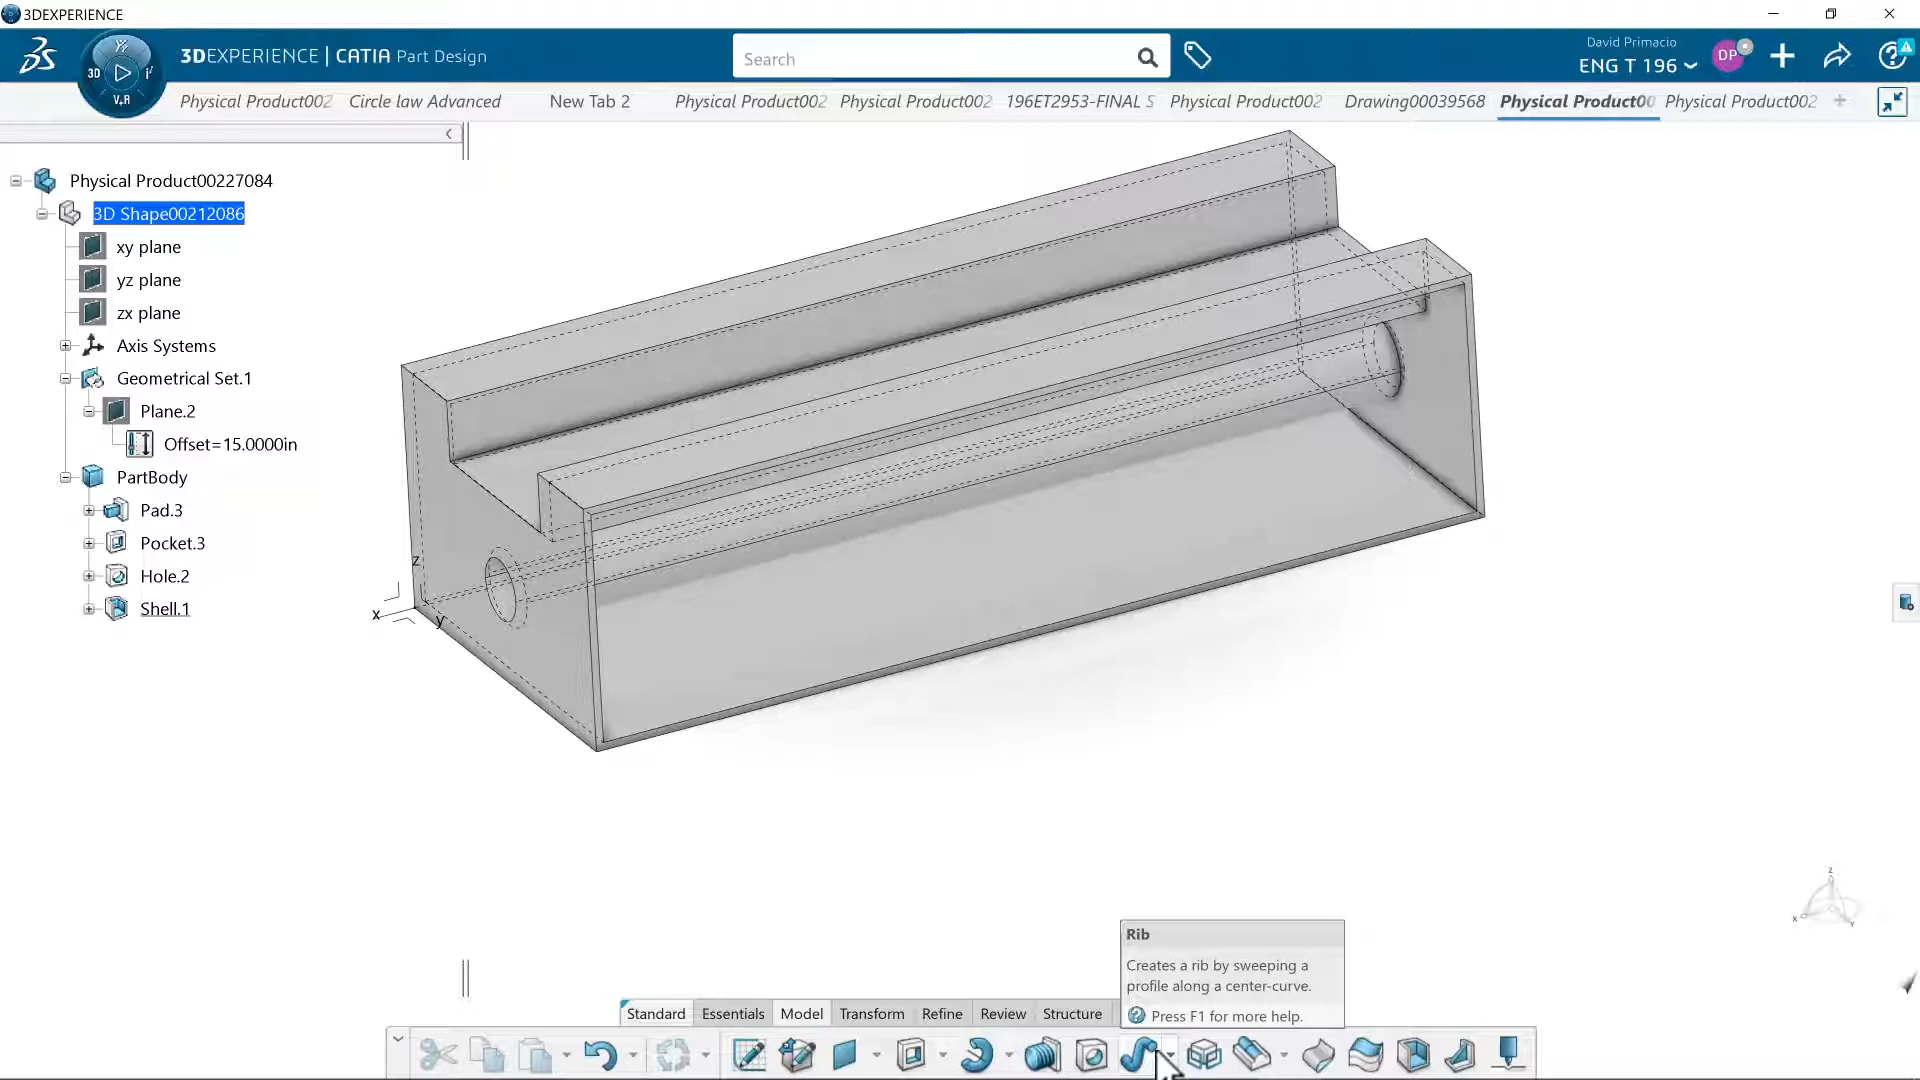 3DEXPERIENCE
3DEXPERIENCE | CATIA Part Design
Search
David Primacio
ENG T 196
DP
3D
V.R
Physical Product002
Circle law Advanced
New Tab 2
Physical Product002
Physical Product002
196ET2953-FINAL S
Physical Product002
Drawing00039568
Physical Product00
Physical Product002
Physical Product00227084
3D Shape00212086
xy plane
yz plane
zx plane
Axis Systems
Geometrical Set.1
Plane.2
Offset=15.0000in
PartBody
Pad.3
Pocket.3
Hole.2
Shell.1
z
x
y
z
x
y
Rib
Creates a rib by sweeping a
profile along a center-curve.
Press F1 for more help.
Standard
Essentials
Model
Transform
Refine
Review
Structure